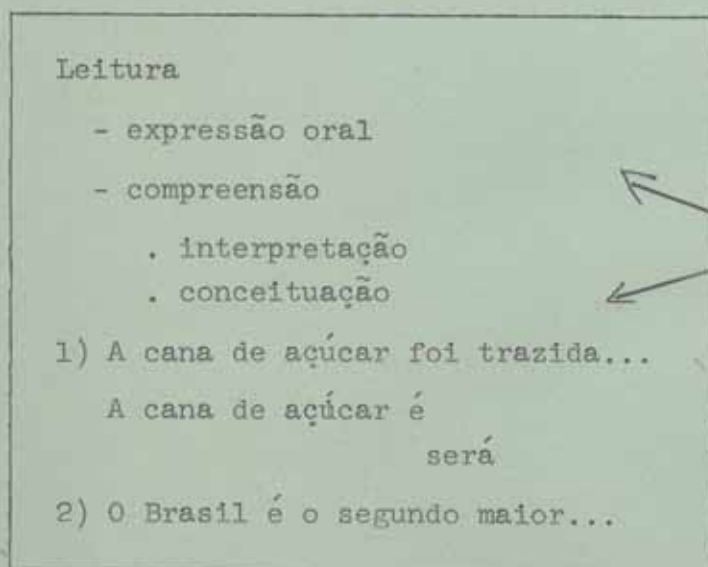 Leitura
- expressão oral
- compreensão
. interpretação
. conceituação
1) A cana de açúcar foi trazida...
A cana de açúcar é
será
2) O Brasil é o segundo maior...